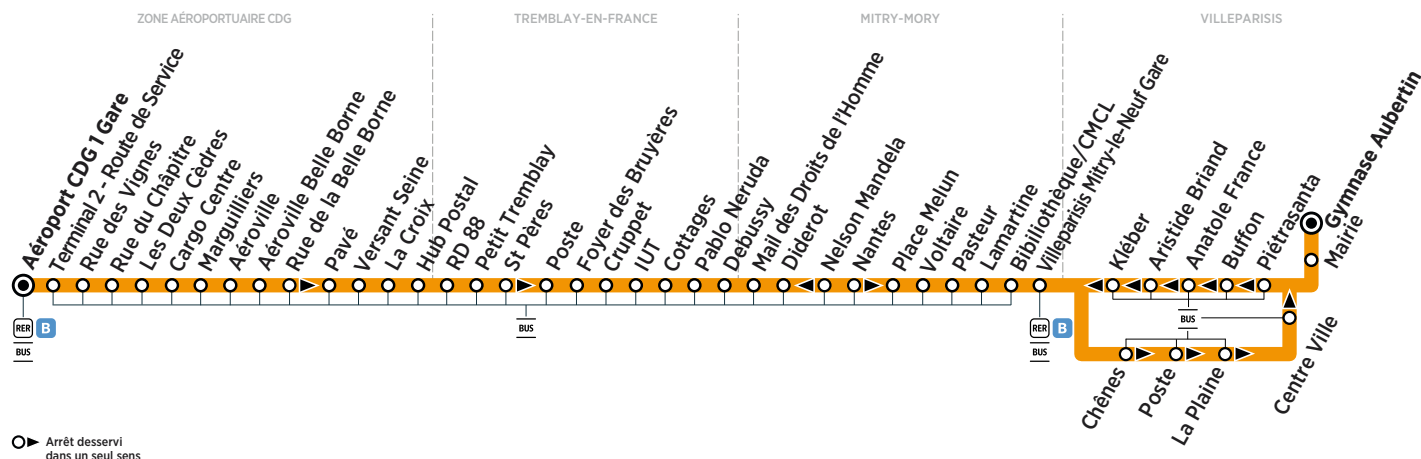 ZONE AÉROPORTUAIRE CDG
TREMBLAY-EN-FRANCE
MITRY-MORY
VILLEPARISIS
Aéroport CDG 1 Gare
Terminal 2 - Route de Service
Rue des Vignes
Rue du Châpitre
Les Deux Cèdres
Cargo Centre
Marguilliers
Aéroville
Aéroville Belle Borne
Rue de la Belle Borne
Pavé
Versant Seine
La Croix
Hub Postal
RD 88
Petit Tremblay
St Pères
Poste
Foyer des Bruyères
Cruppet
IUT
Cottages
Pablo Neruda
Debussy
Mail des Droits de l'Homme
Diderot
Nelson Mandela
Nantes
Place Melun
Voltaire
Pasteur
Lamartine
Bibiliothèque/CMCL
Villeparisis Mitry-le-Neuf Gare
Kléber
Aristide Briand
Anatole France
Buffon
Piétrasanta
Gymnase Aubertin
Mairie
Centre Ville
Chênes
Poste
La Plaine
RER B
BUS
BUS
RER B
BUS
BUS
Arrêt desservi
dans un seul sens